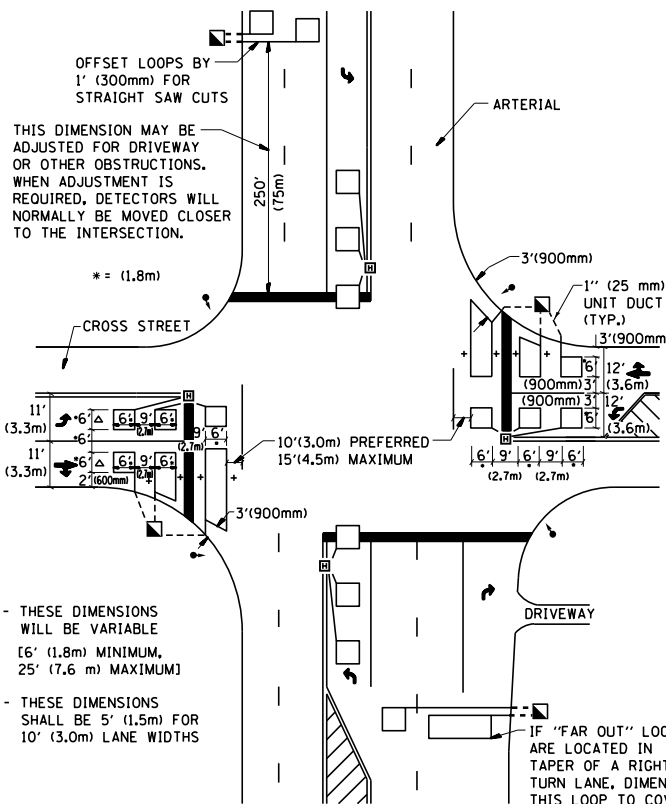 OFFSET LOOPS BY
1' (300mm) FOR
STRAIGHT SAW CUTS
ARTERIAL
THIS DIMENSION MAY BE
ADJUSTED FOR DRIVEWAY
OR OTHER OBSTRUCTIONS.
WHEN ADJUSTMENT IS
REQUIRED, DETECTORS WILL
NORMALLY BE MOVED CLOSER
TO THE INTERSECTION.
250'
(75m)
* = (1.8m)
H
3'(900mm)
1'' (25 mm)
UNIT DUCT
(TYP.)
CROSS STREET
3'(900mm
6'
12'
(3.6m)
(900mm) 3'
(900mm) 3'
6'
12'
(3.6m)
H
6' 9' 6' 9' 6'
(2.7m) (2.7m)
H
11'
(3.3m)
*6'
6' 9' 6'
(2.7m)
*6'
9' 6'
(2.7m)
11'
(3.3m)
*6'
6' 9' 6'
(2.7m)
2' (600mm)
10'(3.0m) PREFERRED
15'(4.5m) MAXIMUM
3'(900mm)
H
DRIVEWAY
- THESE DIMENSIONS
WILL BE VARIABLE
[6' (1.8m) MINIMUM,
25' (7.6 m) MAXIMUM]
- THESE DIMENSIONS
SHALL BE 5' (1.5m) FOR
10' (3.0m) LANE WIDTHS
IF "FAR OUT" LOO
ARE LOCATED IN
TAPER OF A RIGHT
TURN LANE, DIMEN
THIS LOOP TO COV